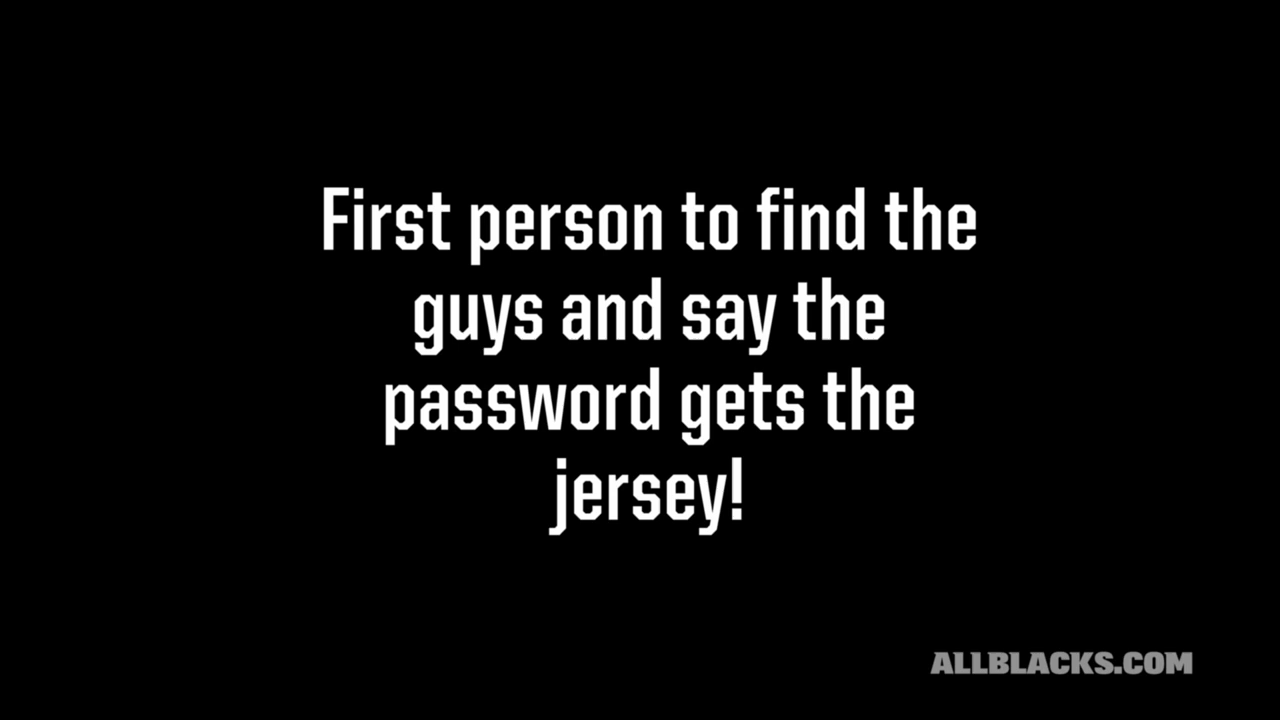 First person to find the
guys and say the
password gets the
jersey!
ALLBLACKS.COM